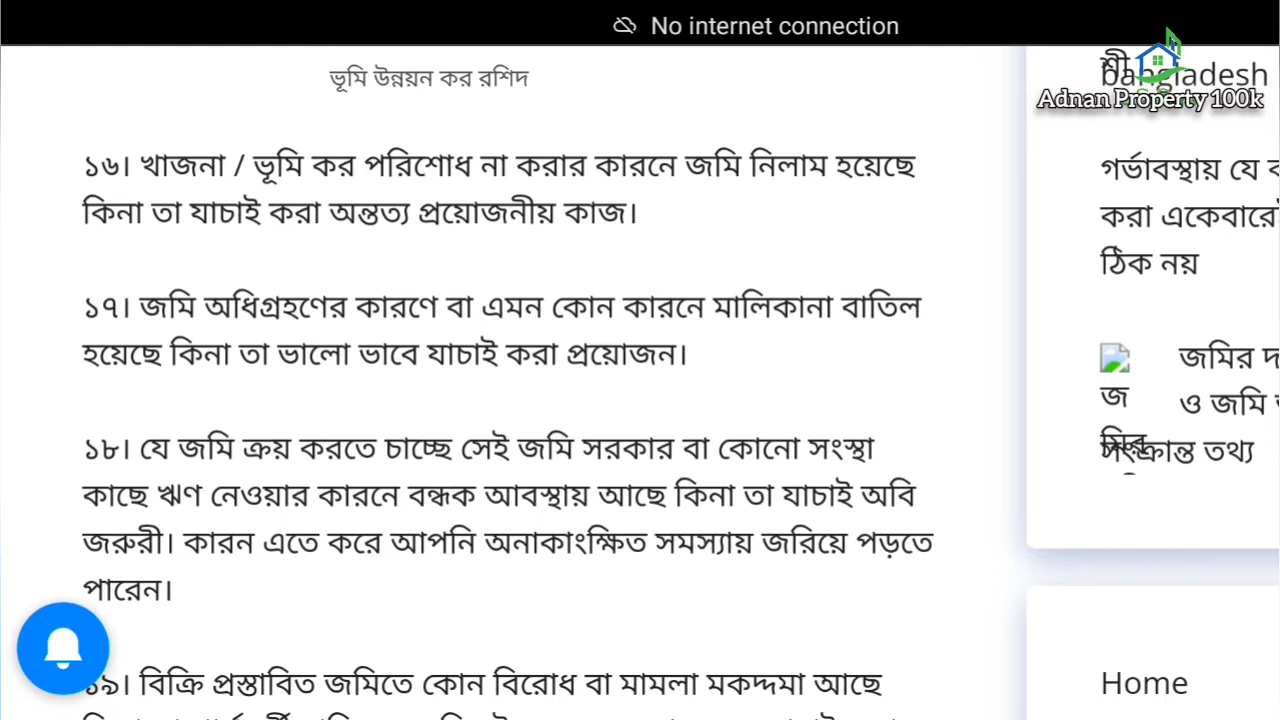 No internet connection
ভূমি উন্নয়ন কর রশিদ
১৬। খাজনা / ভূমি কর পরিশোধ না করার কারনে জমি নিলাম হয়েছে
কিনা তা যাচাই করা অন্তত্য প্রয়োজনীয় কাজ।
১৭। জমি অধিগ্রহণের কারণে বা এমন কোন কারনে মালিকানা বাতিল
হয়েছে কিনা তা ভালো ভাবে যাচাই করা প্রয়োজন।
১৮। যে জমি ক্রয় করতে চাচ্ছে সেই জমি সরকার বা কোনো সংস্থা
কাছে ঋণ নেওয়ার কারনে বন্ধক আবস্থায় আছে কিনা তা যাচাই অবি
জরুরী। কারন এতে করে আপনি অনাকাংক্ষিত সমস্যায় জরিয়ে পড়তে
পারেন।
১৯। বিক্রি প্রস্তাবিত জমিতে কোন বিরোধ বা মামলা মকদ্দমা আছে
bangladesh
Adnan Property 100k
গর্ভাবস্থায় যে
করা একেবারে
ঠিক নয়
জমির
ও জমি
সংক্রান্ত তথ্য
Home